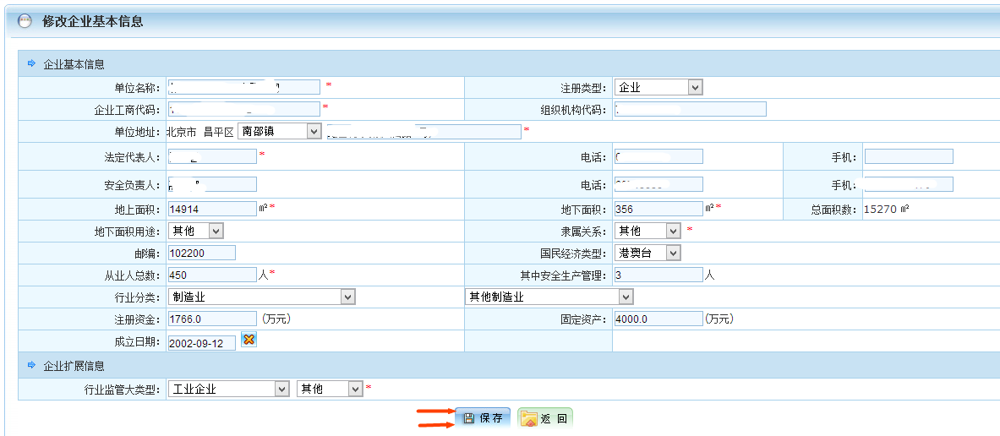 修改企业基本信息
企业基本信息
单位名称： * 注册类型： 企业
企业工商代码： * 组织机构代码：
单位地址： 北京市 昌平区 南邵镇 *
法定代表人： * 电话： 手机：
安全负责人： 电话： 手机：
地上面积： 14914 ㎡* 地下面积： 356 ㎡* 总面积数： 15270 ㎡
地下面积用途： 其他 隶属关系： 其他 *
邮编： 102200 国民经济类型： 港澳台
从业人总数： 450 人* 其中安全生产管理： 3 人
行业分类： 制造业 其他制造业
注册资金： 1766.0 (万元) 固定资产： 4000.0 (万元)
成立日期： 2002-09-12
企业扩展信息
行业监管大类型： 工业企业 其他 *
保存 返回